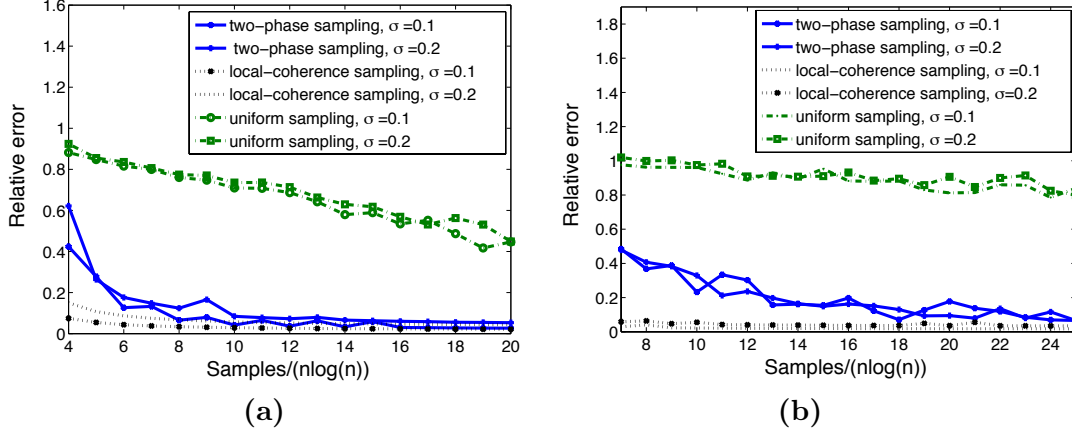 1.6
1.4
1.2
1
0.8
0.6
0.4
0.2
0
Relative error
two-phase sampling, σ =0.1
two-phase sampling, σ =0.2
local-coherence sampling, σ =0.1
local-coherence sampling, σ =0.2
uniform sampling, σ =0.1
uniform sampling, σ =0.2
4 6 8 10 12 14 16 18 20
Samples/(nlog(n))
(a)
1.8
1.6
1.4
1.2
1
0.8
0.6
0.4
0.2
0
Relative error
two-phase sampling, σ =0.1
two-phase sampling, σ =0.2
local-coherence sampling, σ =0.1
local-coherence sampling, σ=0.2
uniform sampling, σ =0.1
uniform sampling, σ =0.2
8 10 12 14 16 18 20 22 24
Samples/(nlog(n))
(b)